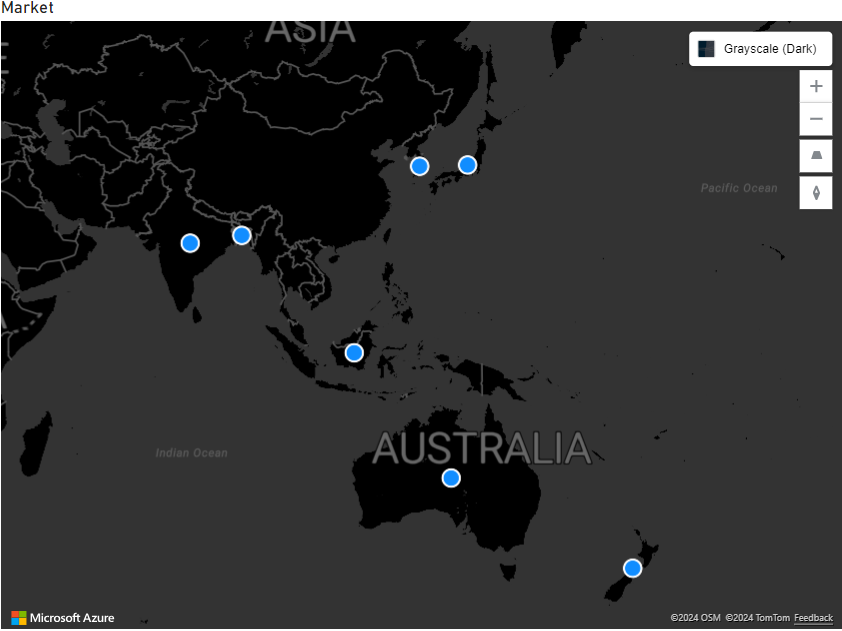 Market
ASIA
Grayscale (Dark)
Pacific Ocean
AUSTRALIA
Indian Ocean
Microsoft Azure
©2024 OSM ©2024 TomTom Feedback